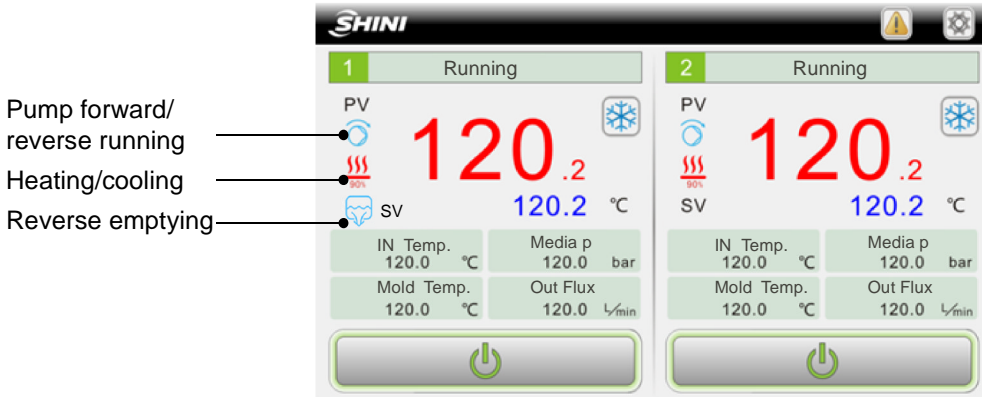 SHINI
1 Running
2 Running
Pump forward/
reverse running
Heating/cooling
Reverse emptying
PV
120.2
90%
SV 120.2 ℃
IN Temp.
120.0 ℃
Media p
120.0 bar
Mold Temp.
120.0 ℃
Out Flux
120.0 L/min
PV
120.2
90%
SV 120.2 ℃
IN Temp.
120.0 ℃
Media p
120.0 bar
Mold Temp.
120.0 ℃
Out Flux
120.0 L/min